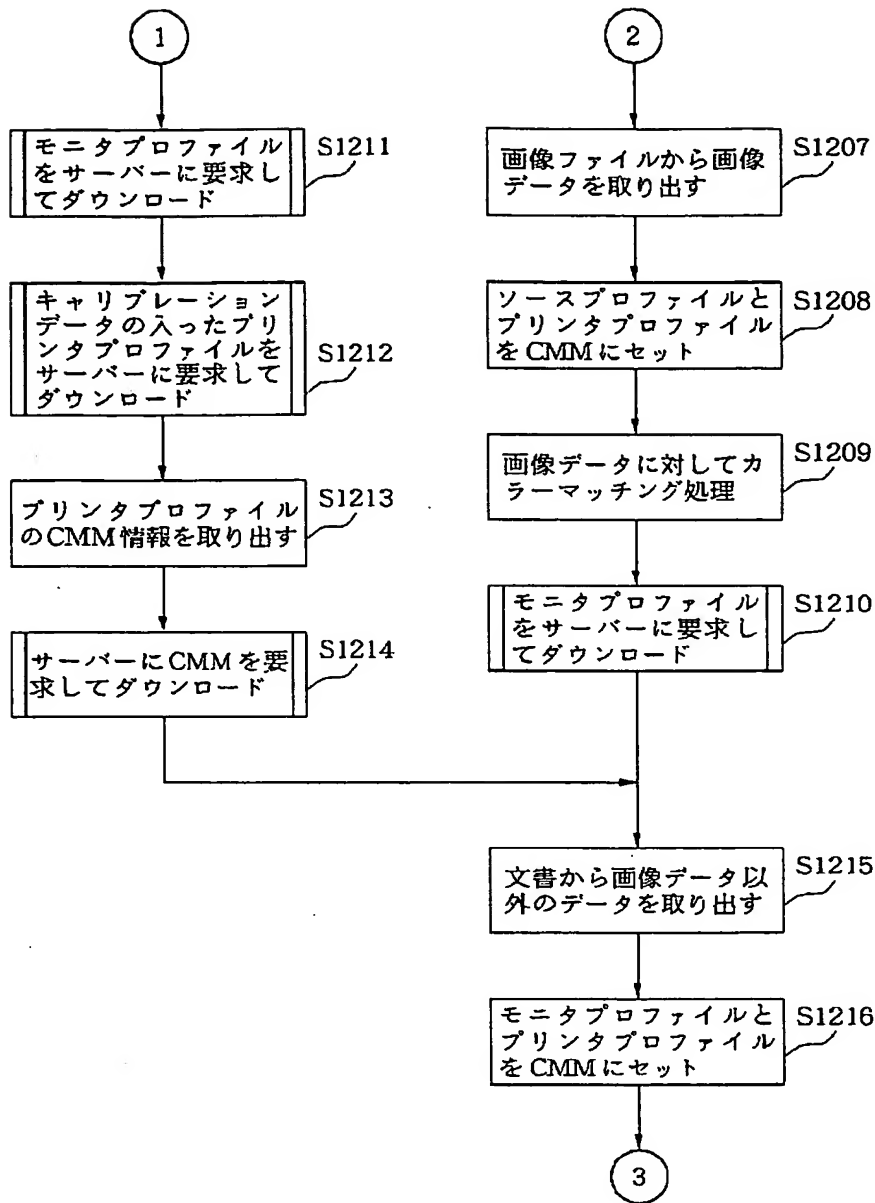 1
モニタプロファイル
をサーバーに要求し
てダウンロード
S1211
キャリブレーション
データの入ったプリ
ンタプロファイルを
サーバーに要求して
ダウンロード
S1212
プリンタプロファイル
のCMM情報を取り出す
S1213
サーバーにCMMを要
求してダウンロード
S1214
2
画像ファイルから画像
データを取り出す
S1207
ソースプロファイルと
プリンタプロファイル
をCMMにセット
S1208
画像データに対してカ
ラーマッチング処理
S1209
モニタプロファイル
をサーバーに要求し
てダウンロード
S1210
文書から画像データ以
外のデータを取り出す
S1215
モニタプロファイルと
プリンタプロファイル
をCMMにセット
S1216
3